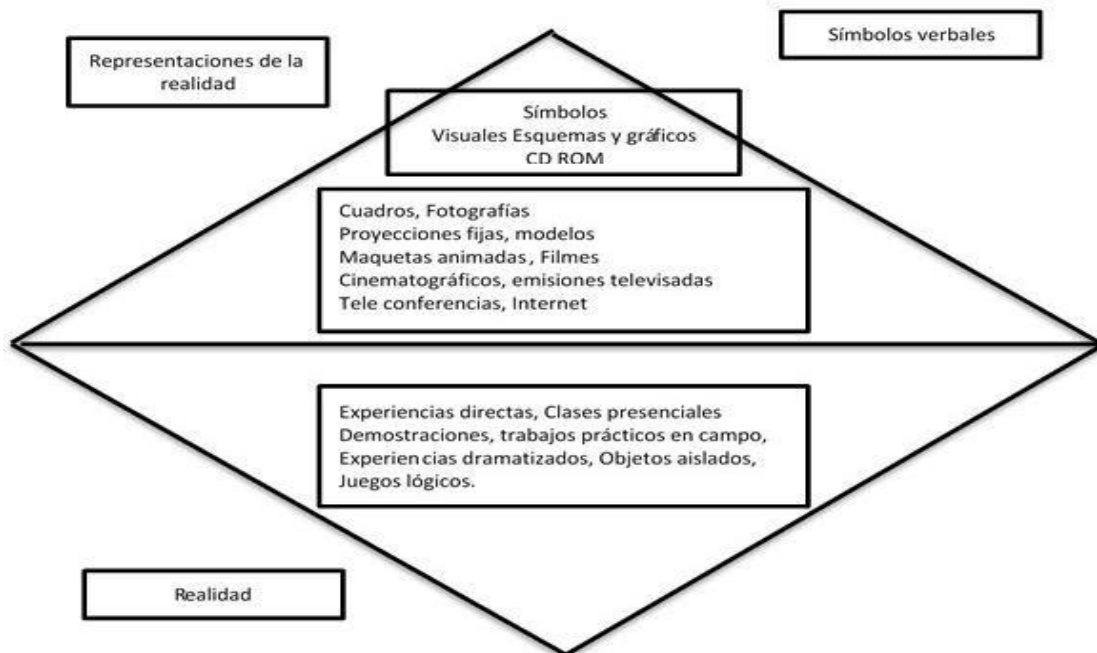 Representaciones de la
realidad
Símbolos verbales
Símbolos
Visuales Esquemas y gráficos
CD ROM
Cuadros, Fotografías
Proyecciones fijas, modelos
Maquetas animadas, Filmes
Cinematográficos, emisiones televisadas
Tele conferencias, Internet
Experiencias directas, Clases presenciales
Demostraciones, trabajos prácticos en campo,
Experiencias dramatizados, Objetos aislados,
Juegos lógicos.
Realidad